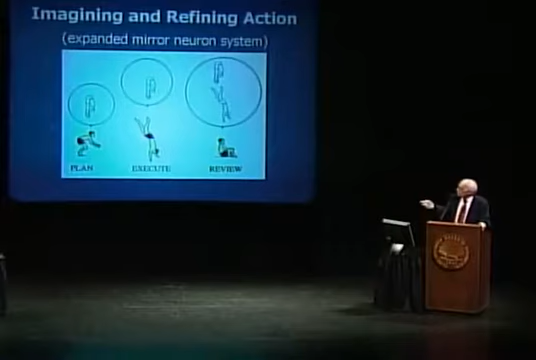 Imagining and Refining Action
(expanded mirror neuron system)
PLAN
EXECUTE
REVIEW